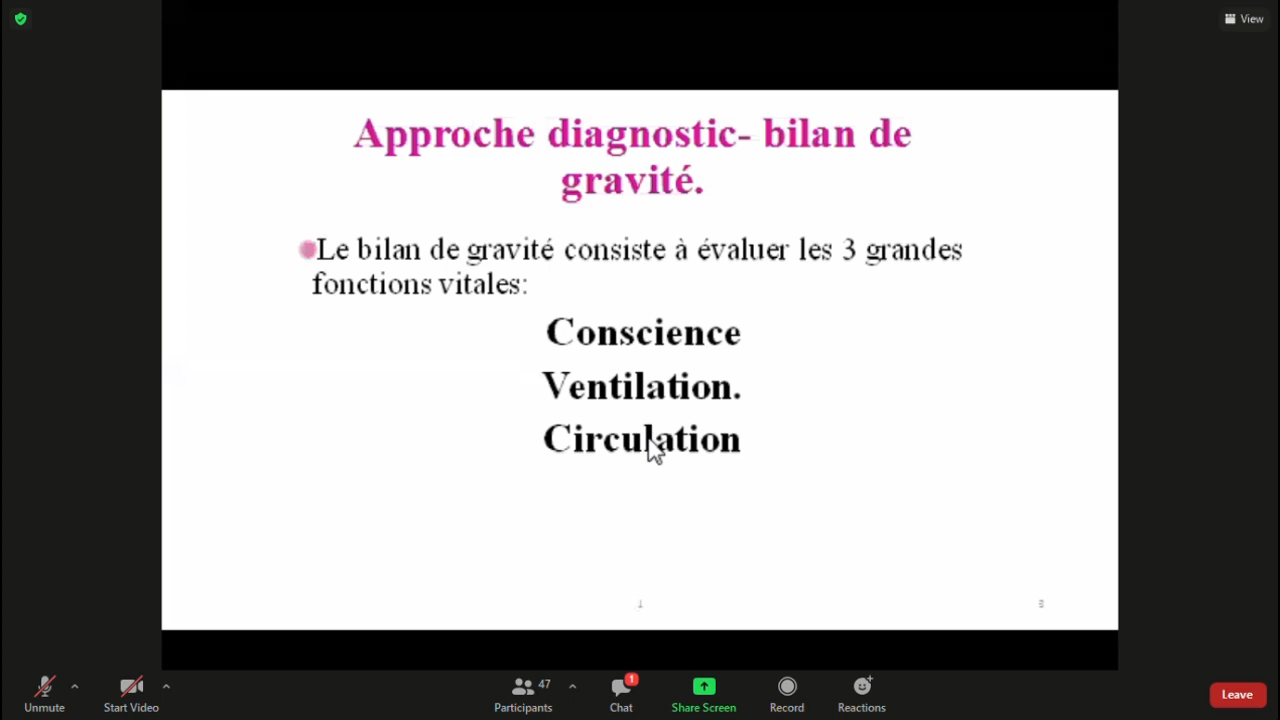 View
Approche diagnostic- bilan de
gravité.
Le bilan de gravité consiste à évaluer les 3 grandes
fonctions vitales:
Conscience
Ventilation.
Circulation
47
1
Unmute
Start Video
Participants
Chat
Share Screen
Record
Reactions
Leave